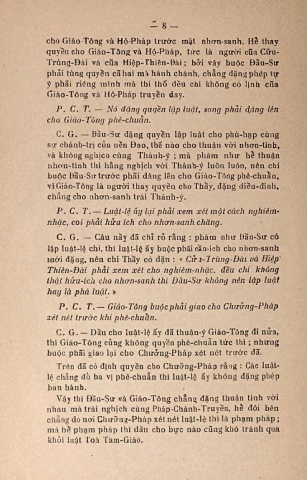 — 8 —
cho Giáo-Tông và Hộ-Pháp trước mặt nhơn-sanh. Hễ thay
quyền cho Giáo-Tông và Hộ-Pháp, tức là người của Cửu-
Trùng-Đài và của Hiệp-Thiên-Đài ; bởi vậy buộc Đầu-Sư
phải tùng quyền cả hai mà hành chánh, chẳng đặng phép tự
ý phải riêng mình mà thi thố đều chi không có lịnh của
Giáo-Tông và Hộ-Pháp truyền dạy.
P. C. T. — Nó đặng quyền lập luật, song phải dâng lên
cho Giáo-Tông phê-chuẩn.
C. G. — Đầu-Sư đặng quyền lập luật cho phù-hạp cùng
sự chánh-trị của nền Đạo, thế nào cho thuận với nhơn-tình,
và không nghịch cùng Thánh-ý ; mà phàm như hễ thuận
nhơn-tình thì hằng nghịch với Thánh-ý luôn luôn, nên chi
buộc Đầu-Sư trước phải dâng lên cho Giáo-Tông phê-chuẩn,
vì Giáo-Tông là người thay quyền cho Thầy, đặng điều-đình,
chẳng cho nhơn-sanh trái Thánh-ý.
P. C. T. — Luật-lệ ấy lại phải xem xét một cách nghiêm-
nhặc, coi phải hữu ích cho nhơn-sanh chăng.
C. G. — Câu nầy đã chỉ rõ rằng : phàm như Đầu-Sư có
lập luật-lệ chi, thì luật-lệ ấy buộc phải cần-ích cho nhơn-sanh
mới đặng, nên chi Thầy có dặn : « Cửu-Trùng-Đài và Hiệp
Thiên-Đài phải xem xét cho nghiêm-nhặc, đều chi không
thật hữu-ích cho nhơn-sanh thì Đầu-Sư không nên lập luật
hay là phá luật. »
P. C. T. — Giáo-Tông buộc phải giao cho Chưởng-Pháp
xét nét trước khi phê-chuẩn.
C. G. — Dầu cho luật-lệ ấy đã thuận-ý Giáo-Tông đi nữa,
thì Giáo-Tông cũng không quyền phê-chuẩn tức thì ; nhưng
buộc phải giao lại cho Chưởng-Pháp xét nét trước đã.
Trên đã có định quyền cho Chưởng-Pháp rằng : Các luật-
lệ chẳng đủ ba vị phê-chuẩn thì luật-lệ ấy không đặng phép
ban hành.
Vậy thì Đầu-Sư và Giáo-Tông chẳng đặng thuận tình với
nhau mà trái nghịch cùng Pháp-Chánh-Truyền, hễ đôi bên
chẳng do nơi Chưởng-Pháp xét nét luật-lệ thì là phạm pháp ;
mà hễ phạm pháp thì dầu cho bực nào cũng khó tránh qua
khỏi luật Toà Tam-Giáo.